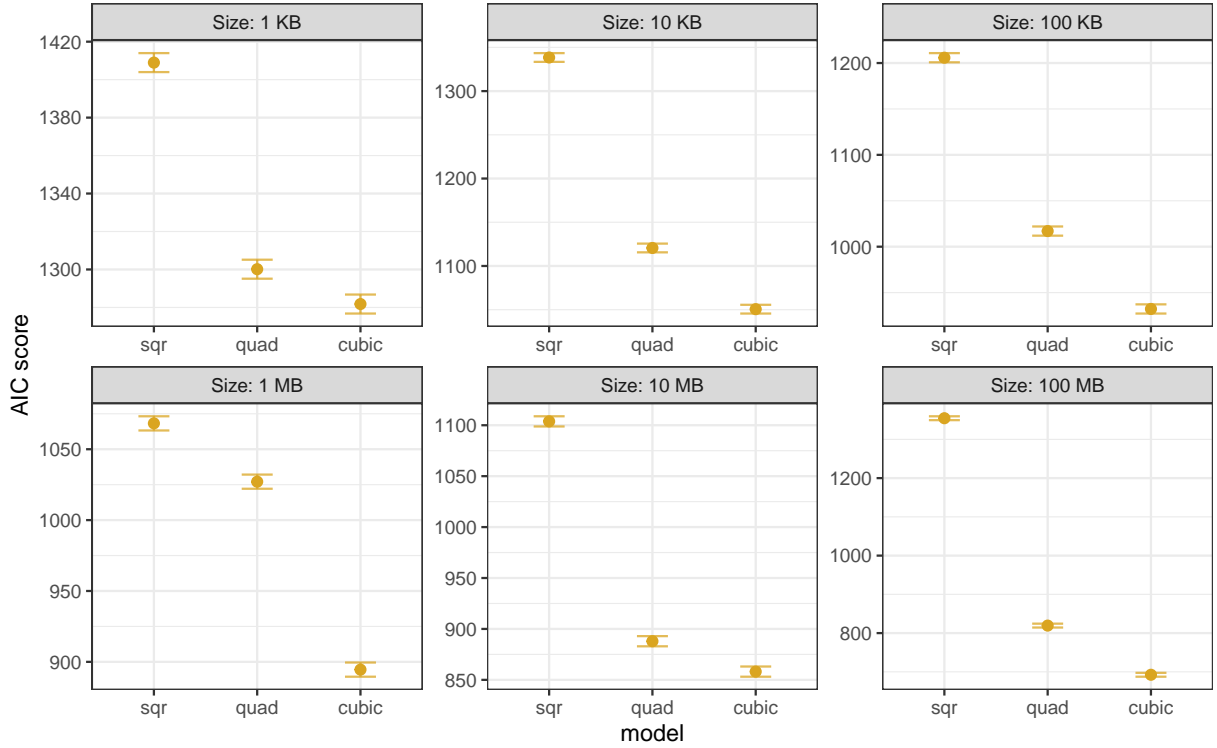 Size: 1 KB
Size: 10 KB
Size: 100 KB
1420
1380
1340
1300
1300
1200
1100
1200
1100
1000
sqr quad cubic
sqr quad cubic
sqr quad cubic
AIC score
Size: 1 MB
Size: 10 MB
Size: 100 MB
1050
1000
950
900
1100
1050
1000
950
900
850
1200
1000
800
sqr quad cubic
sqr quad cubic
sqr quad cubic
model